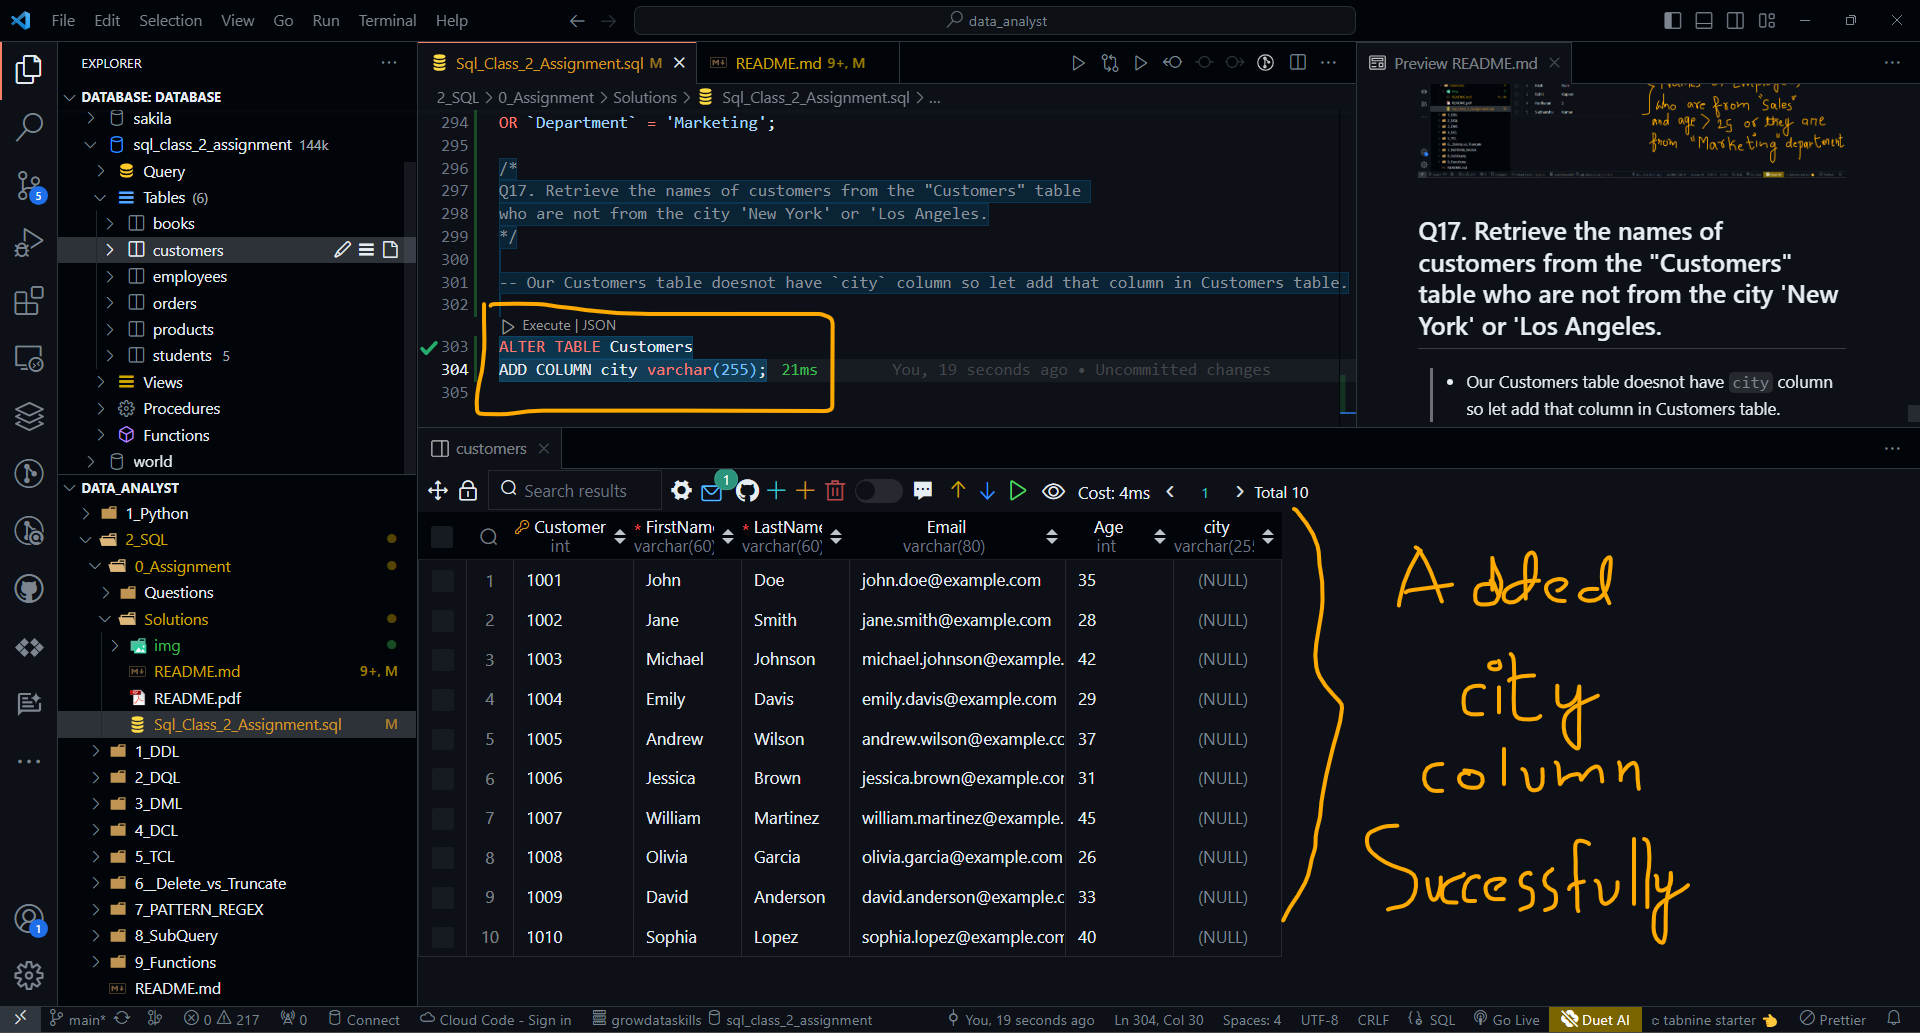 File Edit Selection View Go Run Terminal Help
data_analyst
EXPLORER
DATABASE: DATABASE
sakila
sql_class_2_assignment 144k
Query
Tables (6)
books
customers
employees
orders
products
students 5
Views
Procedures
Functions
world
DATA_ANALYST
1_Python
2_SQL
0_Assignment
Questions
Solutions
img
README.md 9+, M
README.pdf
Sql_Class_2_Assignment.sql M
1_DDL
2_DQL
3_DML
4_DCL
5_TCL
6__Delete_vs_Truncate
7_PATTERN_REGEX
8_SubQuery
9_Functions
README.md
5
1
Sql_Class_2_Assignment.sql M
README.md 9+, M
2_SQL > 0_Assignment > Solutions > Sql_Class_2_Assignment.sql > ...
294 OR `Department` = 'Marketing';
295
296 /*
297 Q17. Retrieve the names of customers from the "Customers" table
298 who are not from the city 'New York' or 'Los Angeles.
299 */
300
301 -- Our Customers table doesnot have `city` column so let add that column in Customers table.
302
Execute | JSON
303 ALTER TABLE Customers
304 ADD COLUMN city varchar(255); 21ms You, 19 seconds ago • Uncommitted changes
305
Preview README.md
who are from "Sales"
and age > 25 or they are
from "Marketing" department
Q17. Retrieve the names of
customers from the "Customers"
table who are not from the city 'New
York' or 'Los Angeles.
• Our Customers table doesnot have city column
so let add that column in Customers table.
customers
Search results 1 Cost: 4ms < 1 > Total 10
Customer FirstName LastName Email Age city
int varchar(60) varchar(60) varchar(80) int varchar(255
1 1001 John Doe john.doe@example.com 35 (NULL)
2 1002 Jane Smith jane.smith@example.com 28 (NULL)
3 1003 Michael Johnson michael.johnson@example. 42 (NULL)
4 1004 Emily Davis emily.davis@example.com 29 (NULL)
5 1005 Andrew Wilson andrew.wilson@example.cc 37 (NULL)
6 1006 Jessica Brown jessica.brown@example.cor 31 (NULL)
7 1007 William Martinez william.martinez@example. 45 (NULL)
8 1008 Olivia Garcia olivia.garcia@example.com 26 (NULL)
9 1009 David Anderson david.anderson@example.c 33 (NULL)
10 1010 Sophia Lopez sophia.lopez@example.com 40 (NULL)
Added
city
column
Successfully
main* 0 217 0 Connect Cloud Code - Sign in growdataskills sql_class_2_assignment You, 19 seconds ago Ln 304, Col 30 Spaces: 4 UTF-8 CRLF SQL Go Live Duet AI tabnine starter Prettier